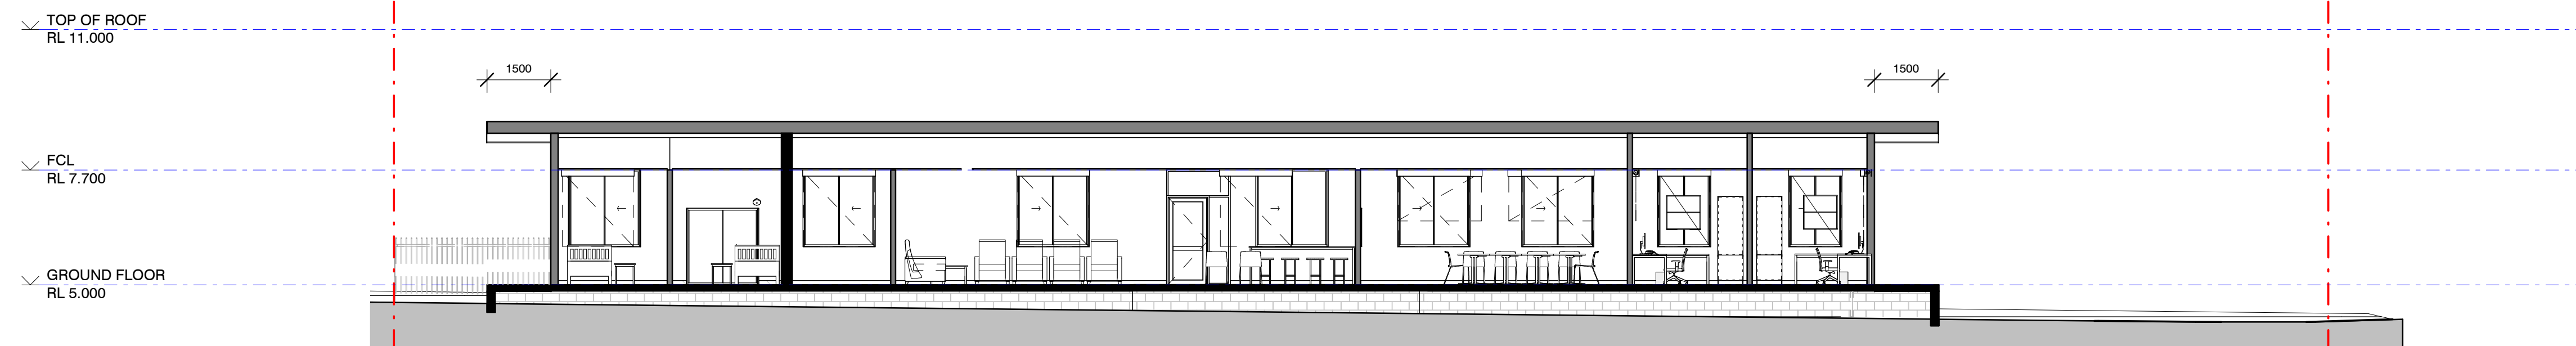 TOP OF ROOF
RL 11.000
1500
1500
FCL
RL 7.700
GROUND FLOOR
RL 5.000